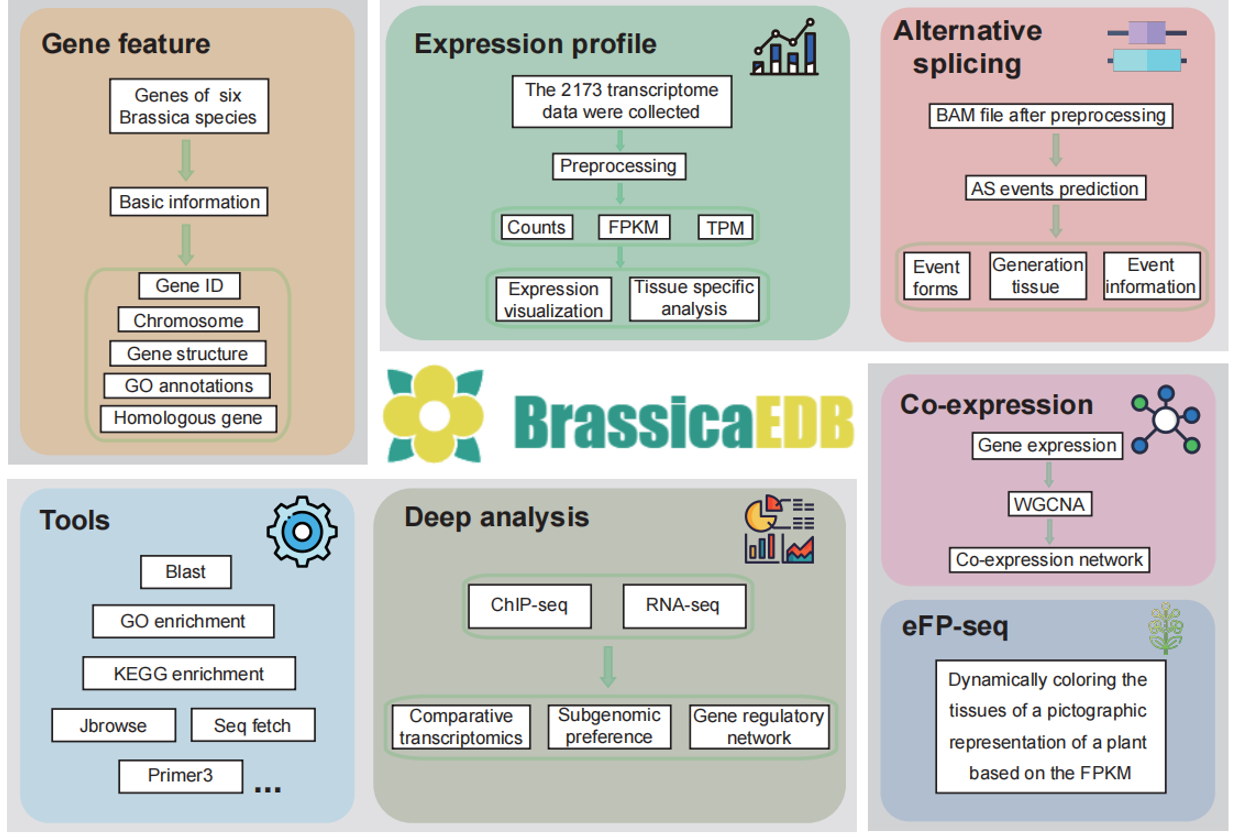 Gene feature
Genes of six
Brassica species
Basic information
Gene ID
Chromosome
Gene structure
GO annotations
Homologous gene
Expression profile
The 2173 transcriptome
data were collected
Preprocessing
Counts
FPKM
TPM
Expression
visualization
Tissue specific
analysis
Alternative
splicing
BAM file after preprocessing
AS events prediction
Event
forms
Generation
tissue
Event
information
BrassicaEDB
Co-expression
Gene expression
WGCNA
Co-expression network
Tools
Blast
GO enrichment
KEGG enrichment
Jbrowse
Seq fetch
Primer3
...
Deep analysis
ChIP-seq
RNA-seq
Comparative
transcriptomics
Subgenomic
preference
Gene regulatory
network
eFP-seq
Dynamically coloring the
tissues of a pictographic
representation of a plant
based on the FPKM